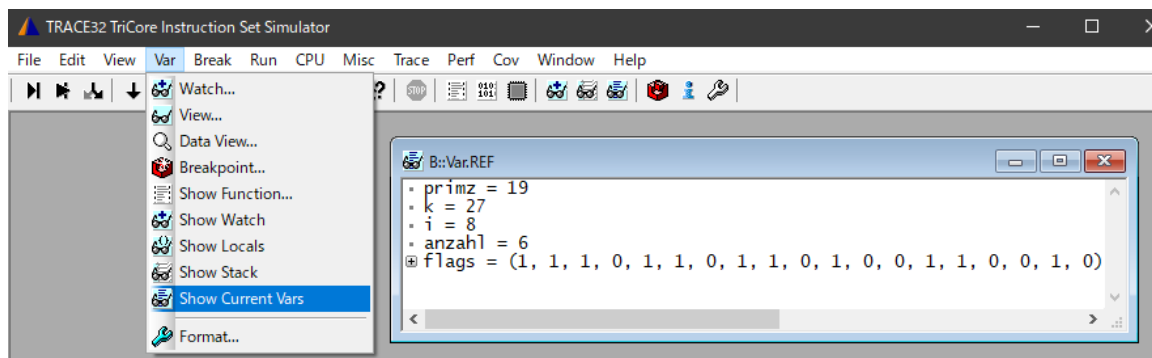 TRACE32 TriCore Instruction Set Simulator
File Edit View Var Break Run CPU Misc Trace Perf Cov Window Help
STOP
Watch...
View...
Data View...
Breakpoint...
Show Function...
Show Watch
Show Locals
Show Stack
Show Current Vars
Format...
B::Var.REF
primz = 19
k = 27
i = 8
anzahl = 6
flags = (1, 1, 1, 0, 1, 1, 0, 1, 1, 0, 1, 0, 0, 1, 1, 0, 0, 1, 0)